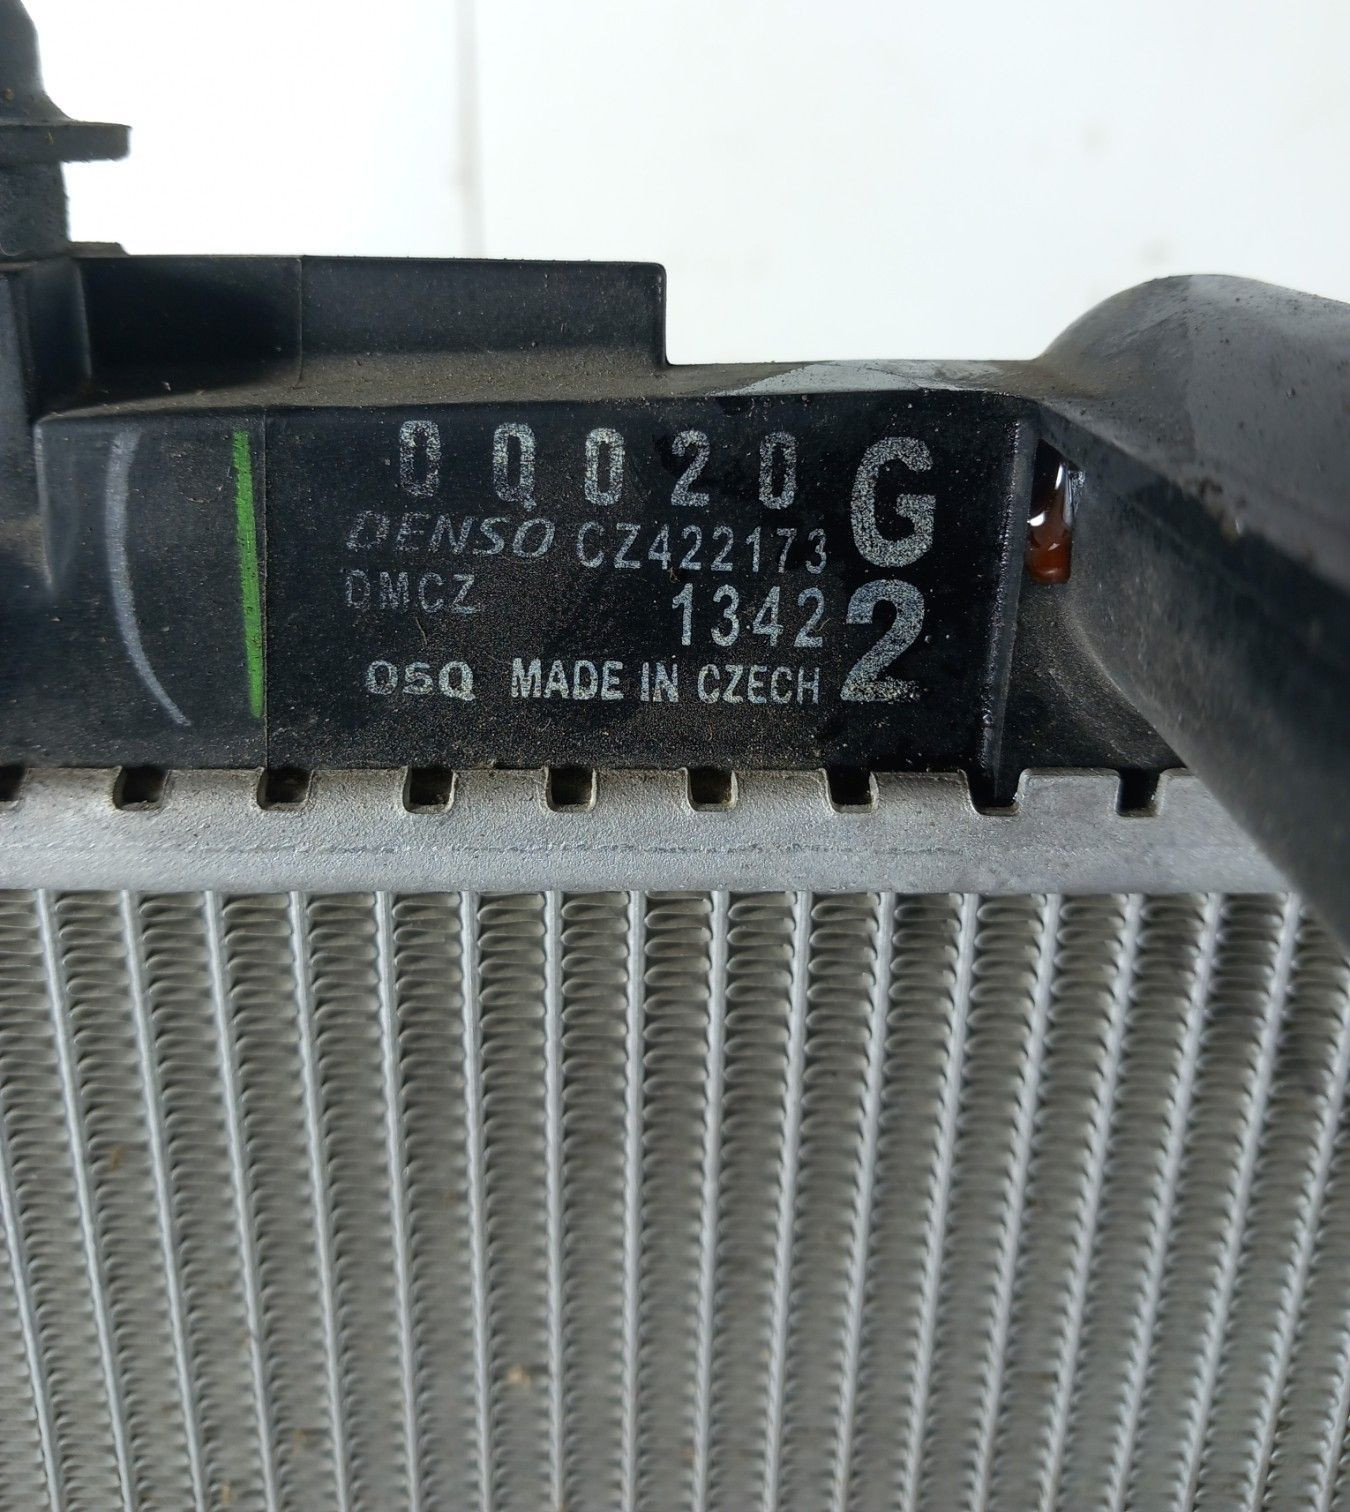 0Q020 G
DENSO CZ422173
DMCZ 1342 2
05Q MADE IN CZECH